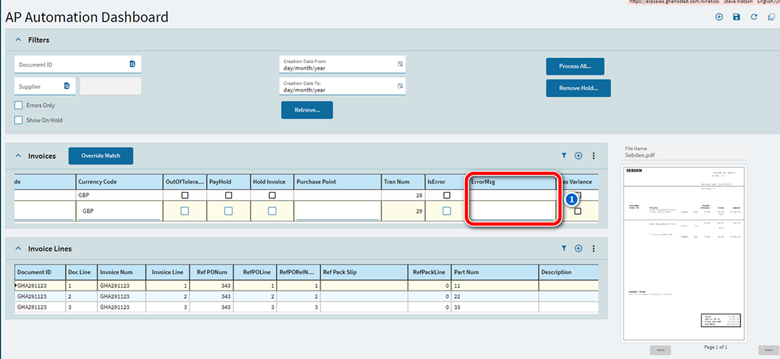 https://erpsales.ghahosted.com/kinetic Steve Watson English/U
AP Automation Dashboard
Filters
Document ID
Supplier
Errors Only
Show On Hold
Creation Date From
day/month/year
Creation Date To:
day/month/year
Retrieve...
Process All...
Remove Hold...
Invoices
Override Match
de Currency Code OutOfTolera... PayHold Hold Invoice Purchase Point Tran Num IsError ErrorMsg as Variance
GBP 28
GBP 29
1
Invoice Lines
Document ID Doc Line Invoice Num Invoice Line Ref PONum RefPOLine RefPORelN... Ref Pack Slip RefPackLine Part Num Description
GHA291123 1 GHA291123 1 343 1 1 0 11
GHA291123 2 GHA291123 2 343 2 2 0 22
GHA291123 3 GHA291123 3 343 3 3 0 33
File Name
Sebden.pdf
SEBDEN
Page 1 of 1